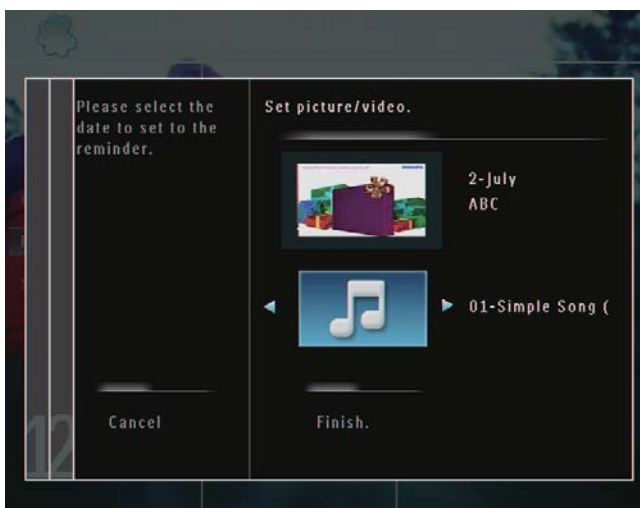 Please select the
date to set to the
reminder.
Set picture/video.
2-July
ABC
01-Simple Song (
Cancel
Finish.
12